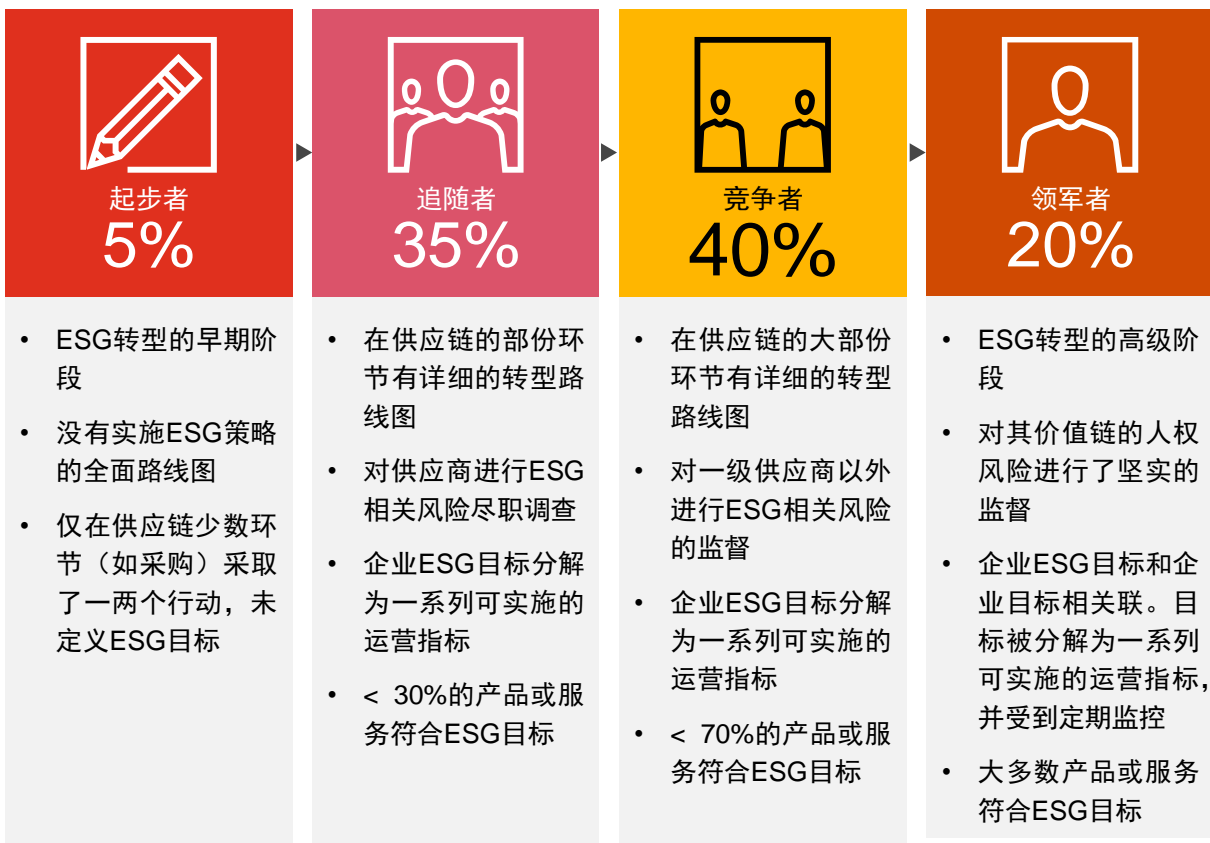 起步者
5%
• ESG转型的早期阶
段
• 没有实施ESG策略
的全面路线图
• 仅在供应链少数环
节（如采购）采取
了一两个行动，未
定义ESG目标
追随者
35%
• 在供应链的部份环
节有详细的转型路
线图
• 对供应商进行ESG
相关风险尽职调查
• 企业ESG目标分解
为一系列可实施的
运营指标
• < 30%的产品或服
务符合ESG目标
竞争者
40%
• 在供应链的大部份
环节有详细的转型
路线图
• 对一级供应商以外
进行ESG相关风险
的监督
• 企业ESG目标分解
为一系列可实施的
运营指标
• < 70%的产品或服
务符合ESG目标
领军者
20%
• ESG转型的高级阶
段
• 对其价值链的人权
风险进行了坚实的
监督
• 企业ESG目标和企
业目标相关联。目
标被分解为一系列
可实施的运营指标，
并受到定期监控
• 大多数产品或服务
符合ESG目标